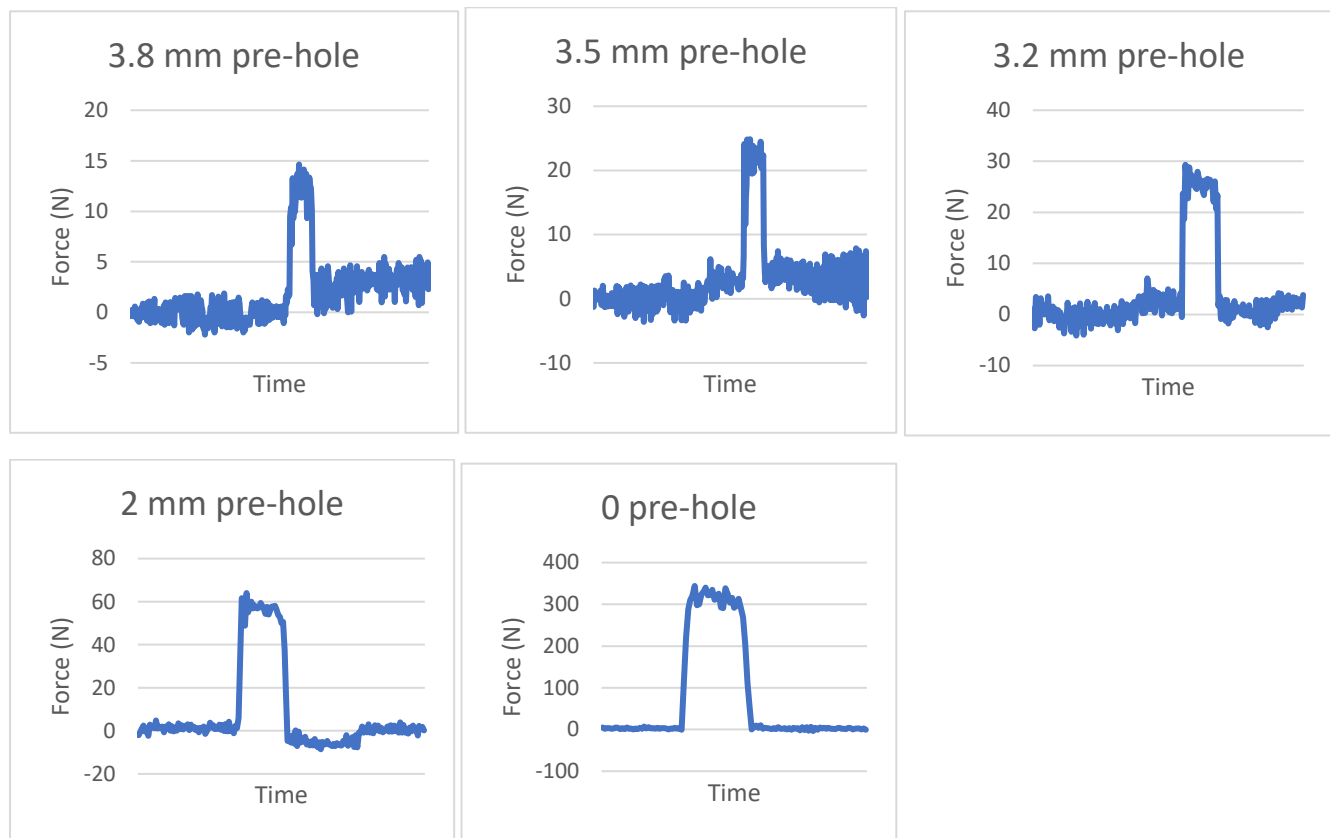 3.8 mm pre-hole
20
15
10
5
0
-5
Force (N)
Time
3.5 mm pre-hole
30
20
10
0
-10
Force (N)
Time
3.2 mm pre-hole
40
30
20
10
0
-10
Force (N)
Time
2 mm pre-hole
80
60
40
20
0
-20
Force (N)
Time
0 pre-hole
400
300
200
100
0
-100
Force (N)
Time